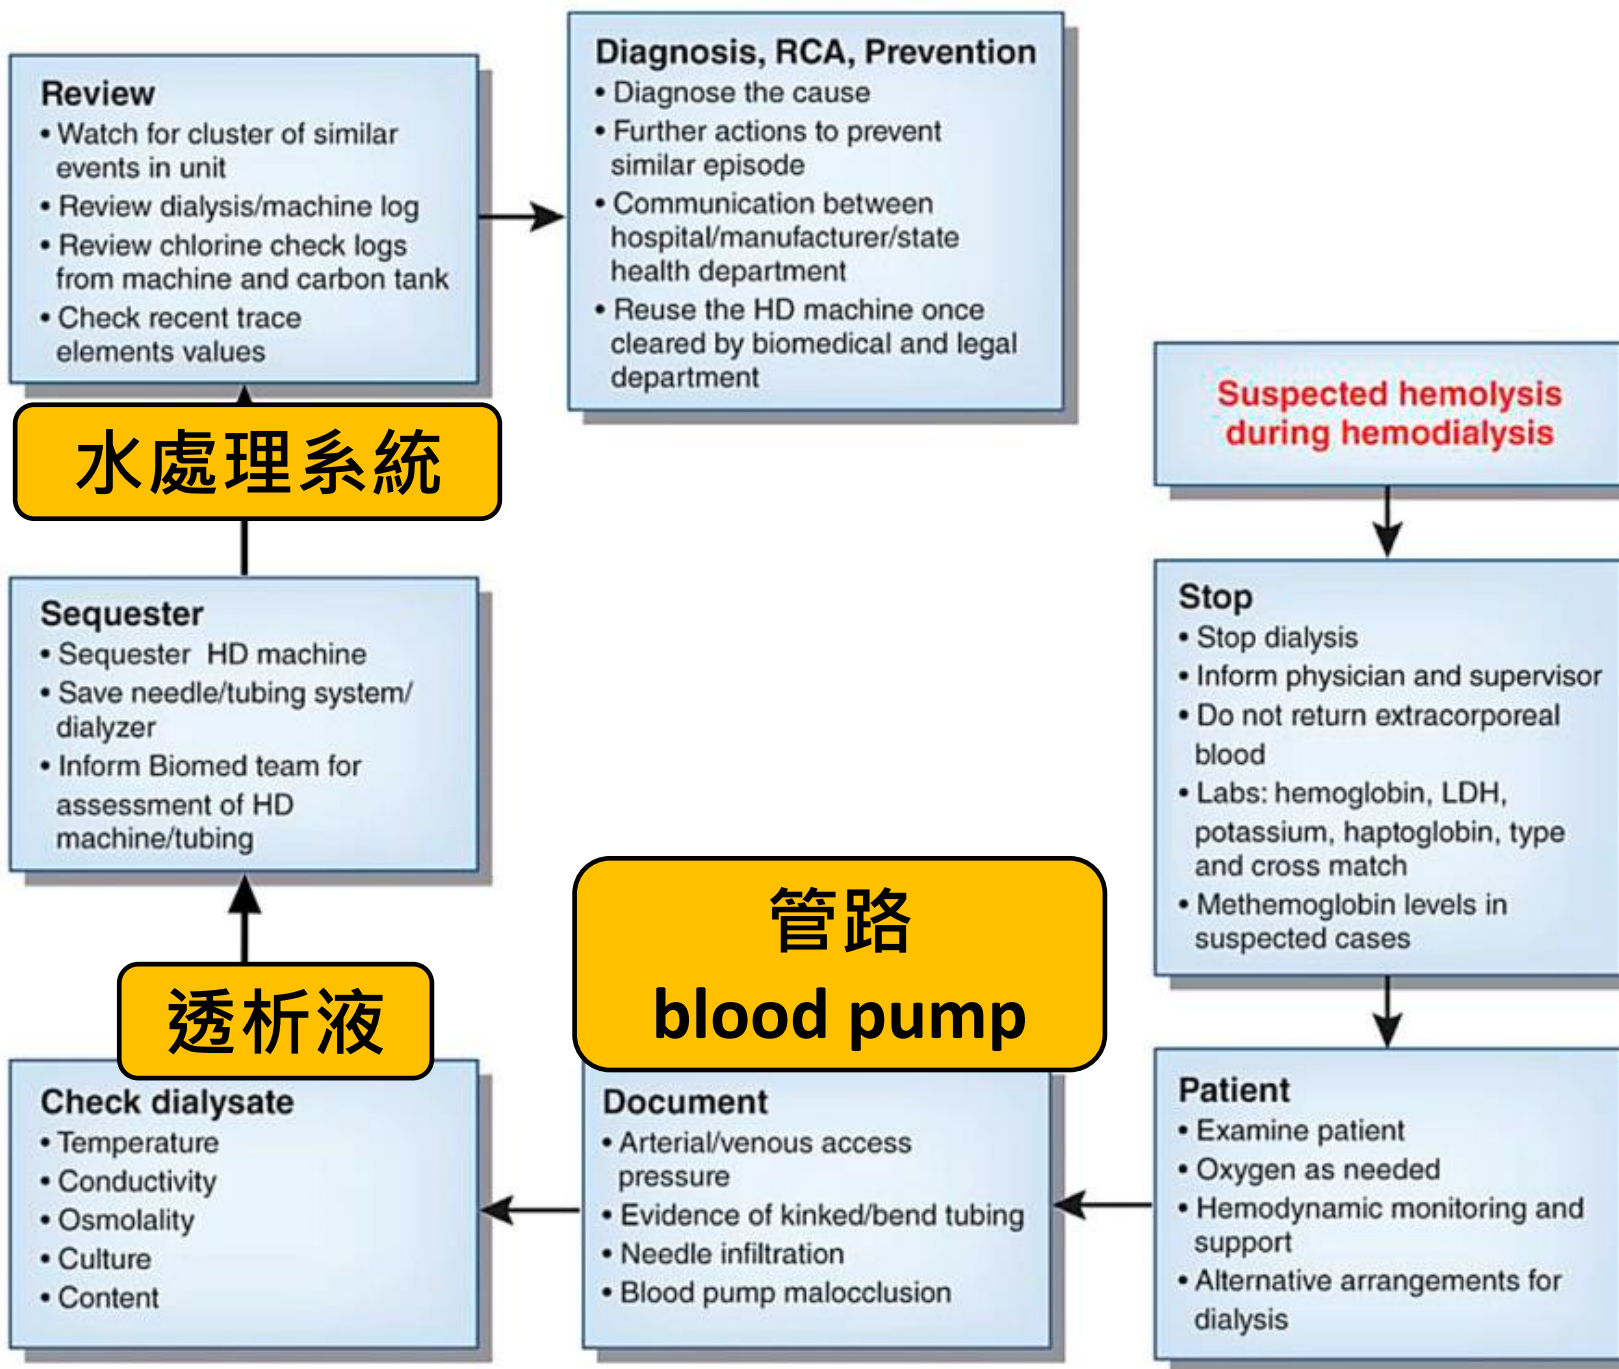 Review
• Watch for cluster of similar
events in unit
• Review dialysis/machine log
• Review chlorine check logs
from machine and carbon tank
• Check recent trace
elements values
Diagnosis, RCA, Prevention
• Diagnose the cause
• Further actions to prevent
similar episode
• Communication between
hospital/manufacturer/state
health department
• Reuse the HD machine once
cleared by biomedical and legal
department
Suspected hemolysis
during hemodialysis
水處理系統
Sequester
• Sequester HD machine
• Save needle/tubing system/
dialyzer
• Inform Biomed team for
assessment of HD
machine/tubing
Stop
• Stop dialysis
• Inform physician and supervisor
• Do not return extracorporeal
blood
• Labs: hemoglobin, LDH,
potassium, haptoglobin, type
and cross match
• Methemoglobin levels in
suspected cases
透析液
管路
blood pump
Check dialysate
• Temperature
• Conductivity
• Osmolality
• Culture
• Content
Document
• Arterial/venous access
pressure
• Evidence of kinked/bend tubing
• Needle infiltration
• Blood pump malocclusion
Patient
• Examine patient
• Oxygen as needed
• Hemodynamic monitoring and
support
• Alternative arrangements for
dialysis